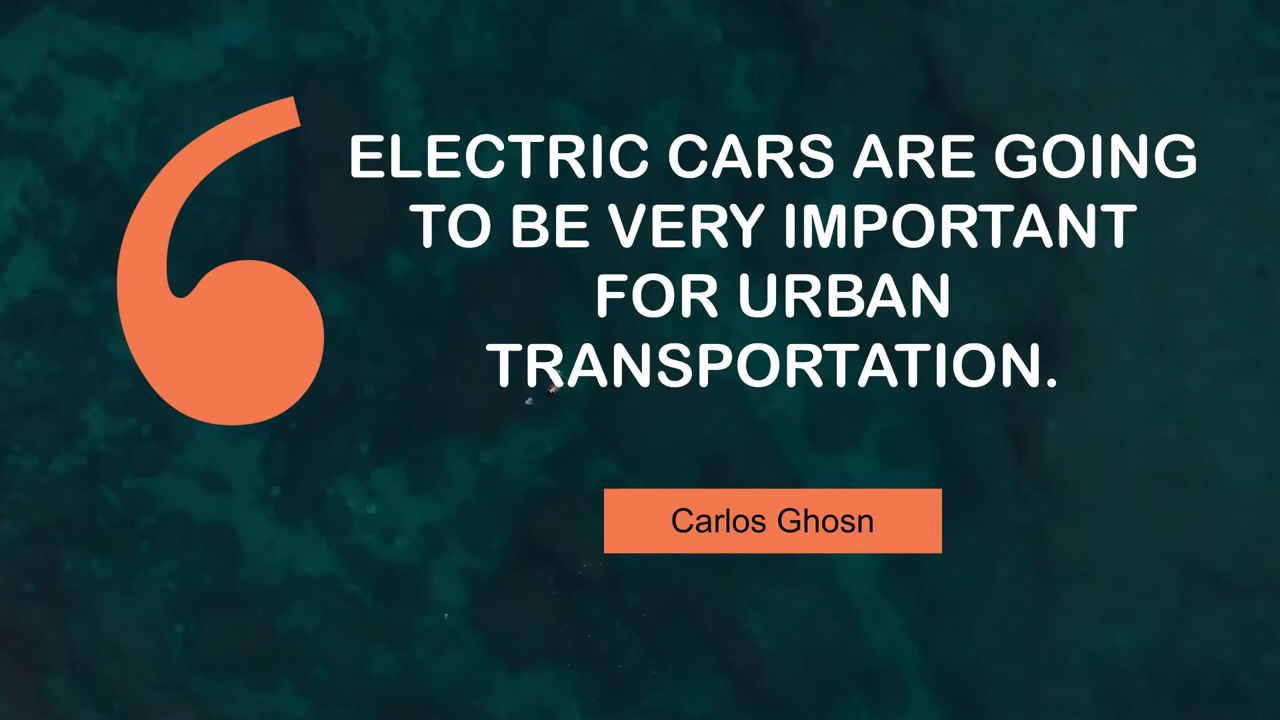 ELECTRIC CARS ARE GOING
TO BE VERY IMPORTANT
FOR URBAN
TRANSPORTATION.
Carlos Ghosn